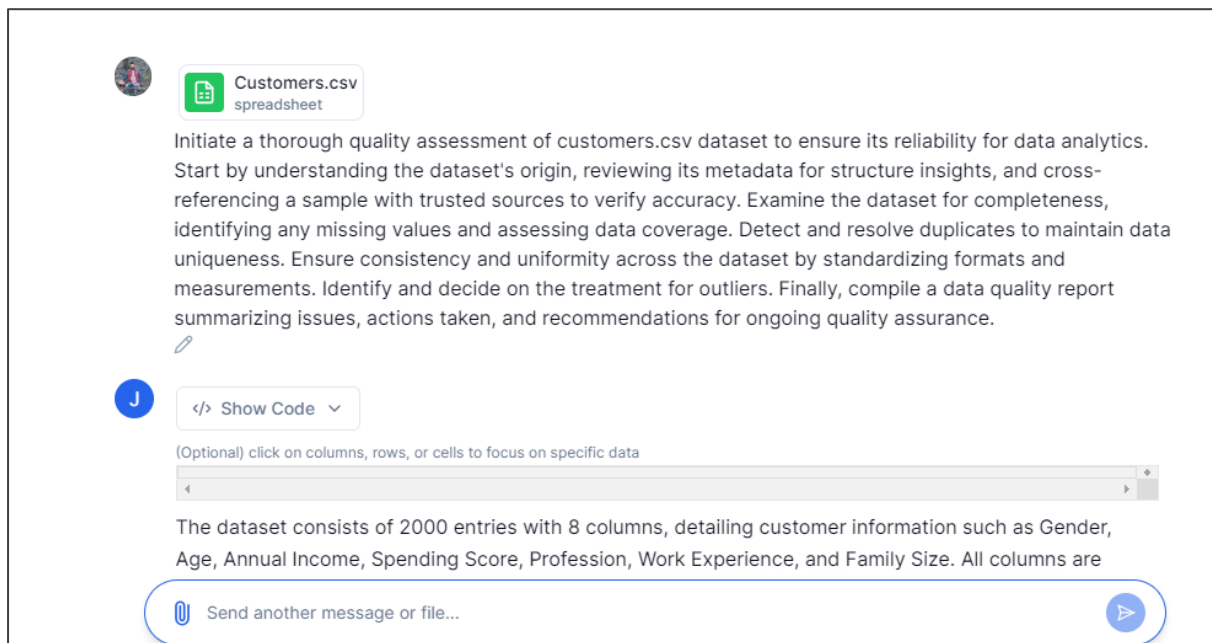 Customers.csv
spreadsheet
Initiate a thorough quality assessment of customers.csv dataset to ensure its reliability for data analytics.
Start by understanding the dataset's origin, reviewing its metadata for structure insights, and cross-
referencing a sample with trusted sources to verify accuracy. Examine the dataset for completeness,
identifying any missing values and assessing data coverage. Detect and resolve duplicates to maintain data
uniqueness. Ensure consistency and uniformity across the dataset by standardizing formats and
measurements. Identify and decide on the treatment for outliers. Finally, compile a data quality report
summarizing issues, actions taken, and recommendations for ongoing quality assurance.
J
</> Show Code
(Optional) click on columns, rows, or cells to focus on specific data
The dataset consists of 2000 entries with 8 columns, detailing customer information such as Gender,
Age, Annual Income, Spending Score, Profession, Work Experience, and Family Size. All columns are
Send another message or file...